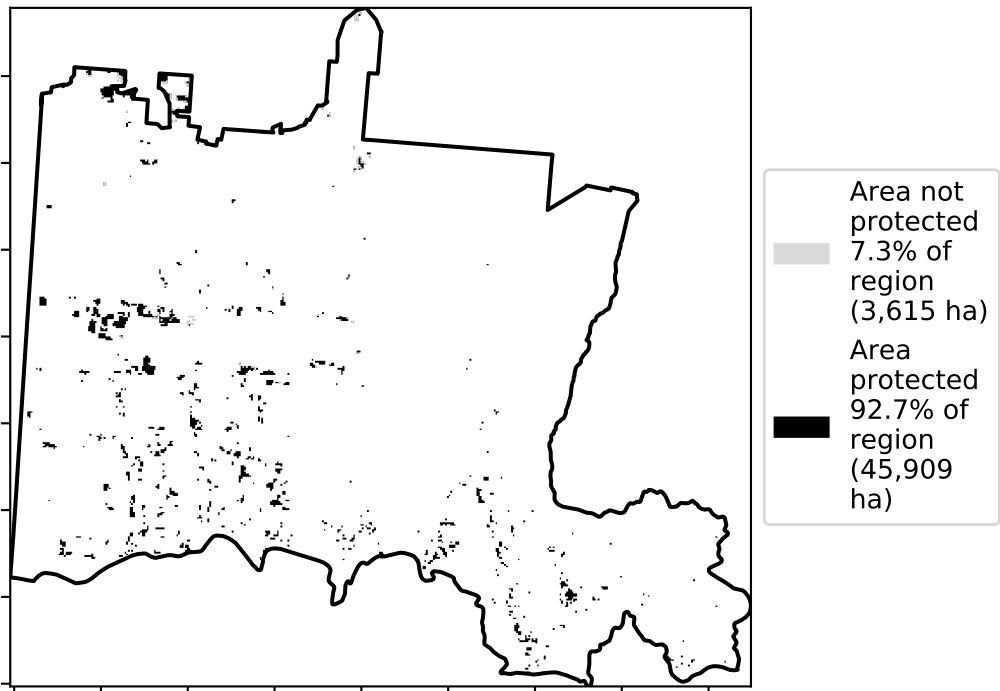 Area not
protected
7.3% of
region
(3,615 ha)
Area
protected
92.7% of
region
(45,909
ha)